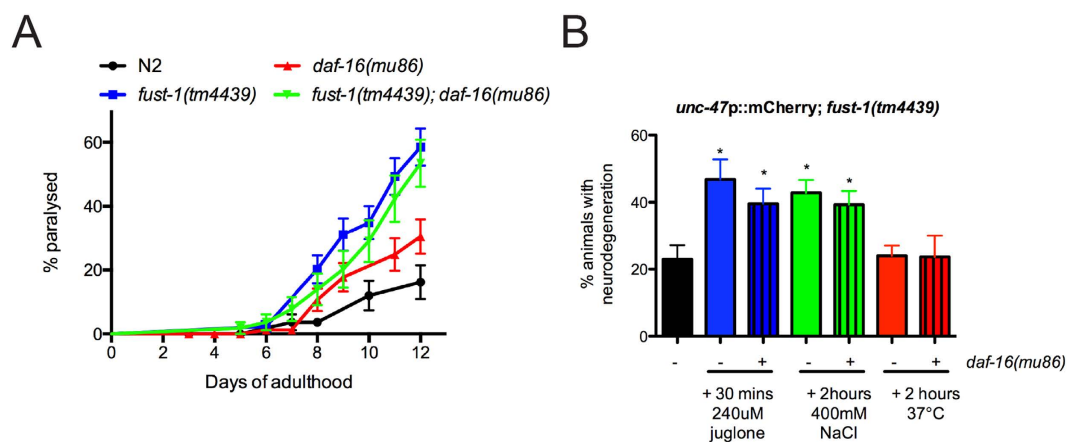 A
N2
daf-16(mu86)
fust-1(tm4439)
fust-1(tm4439); daf-16(mu86)
% paralysed
60
40
20
0
0 2 4 6 8 10 12
Days of adulthood
B
unc-47p::mCherry; fust-1(tm4439)
% animals with
neurodegeneration
60
40
20
0
* * * *
- - + - + - + daf-16(mu86)
+ 30 mins
240uM
juglone
+ 2hours
400mM
NaCl
+ 2 hours
37°C